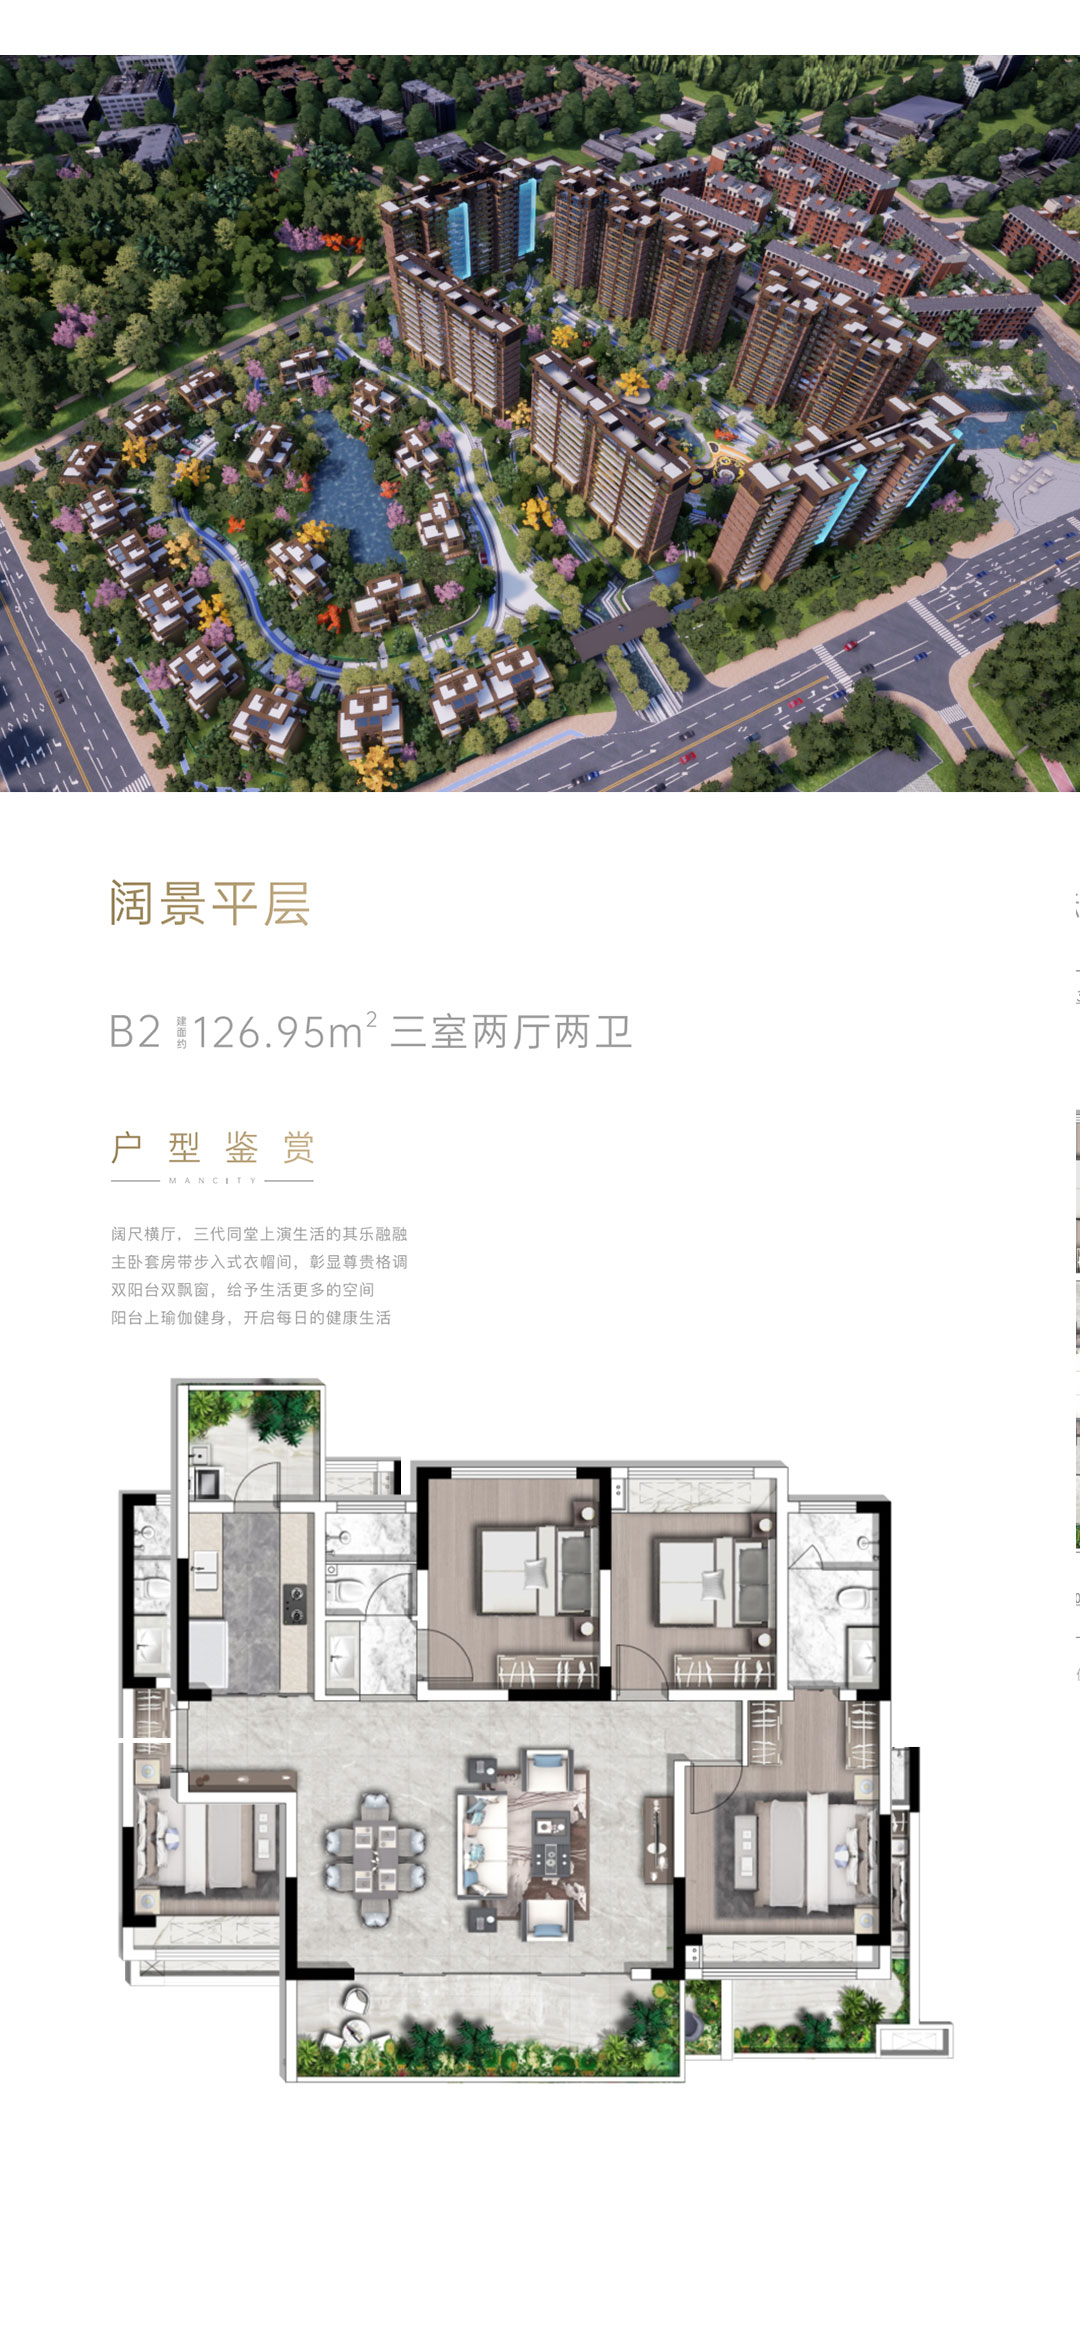 阔景平层
B2 建面约 126.95m² 三室两厅两卫
户型鉴赏
MANCITY
阔尺横厅，三代同堂上演生活的其乐融融
主卧套房带步入式衣帽间，彰显尊贵格调
双阳台双飘窗，给予生活更多的空间
阳台上瑜伽健身，开启每日的健康生活